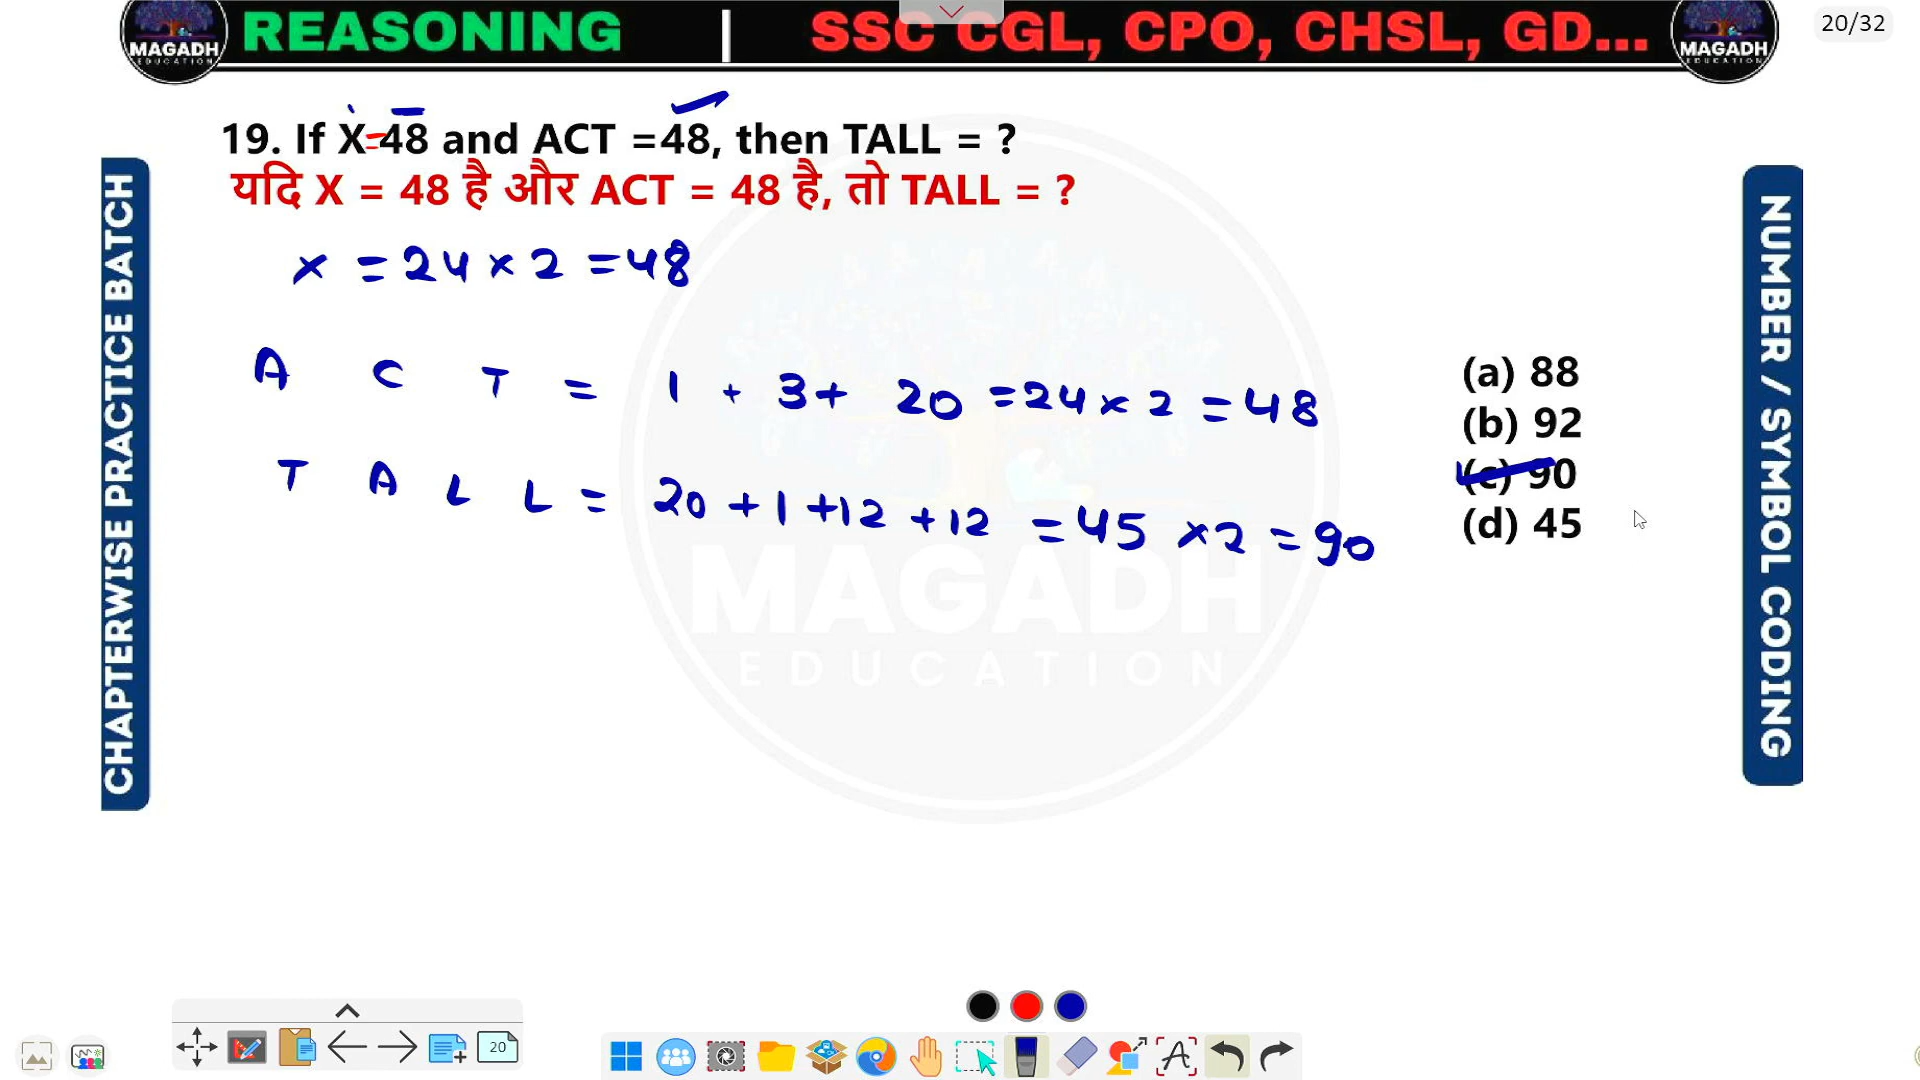 MAGADH
EDUCATION
REASONING | SSC CGL, CPO, CHSL, GD...
MAGADH
EDUCATION
20/32
19. If X=48 and ACT =48, then TALL = ?
यदि X = 48 है और ACT = 48 है, तो TALL = ?
x = 24 × 2 = 48
A C T = 1 + 3 + 20 = 24 × 2 = 48
T A L L = 20 + 1 + 12 + 12 = 45 × 2 = 90
(a) 88
(b) 92
(c) 90
(d) 45
CHAPTERWISE PRACTICE BATCH
NUMBER / SYMBOL CODING
MAGADH
EDUCATION
20